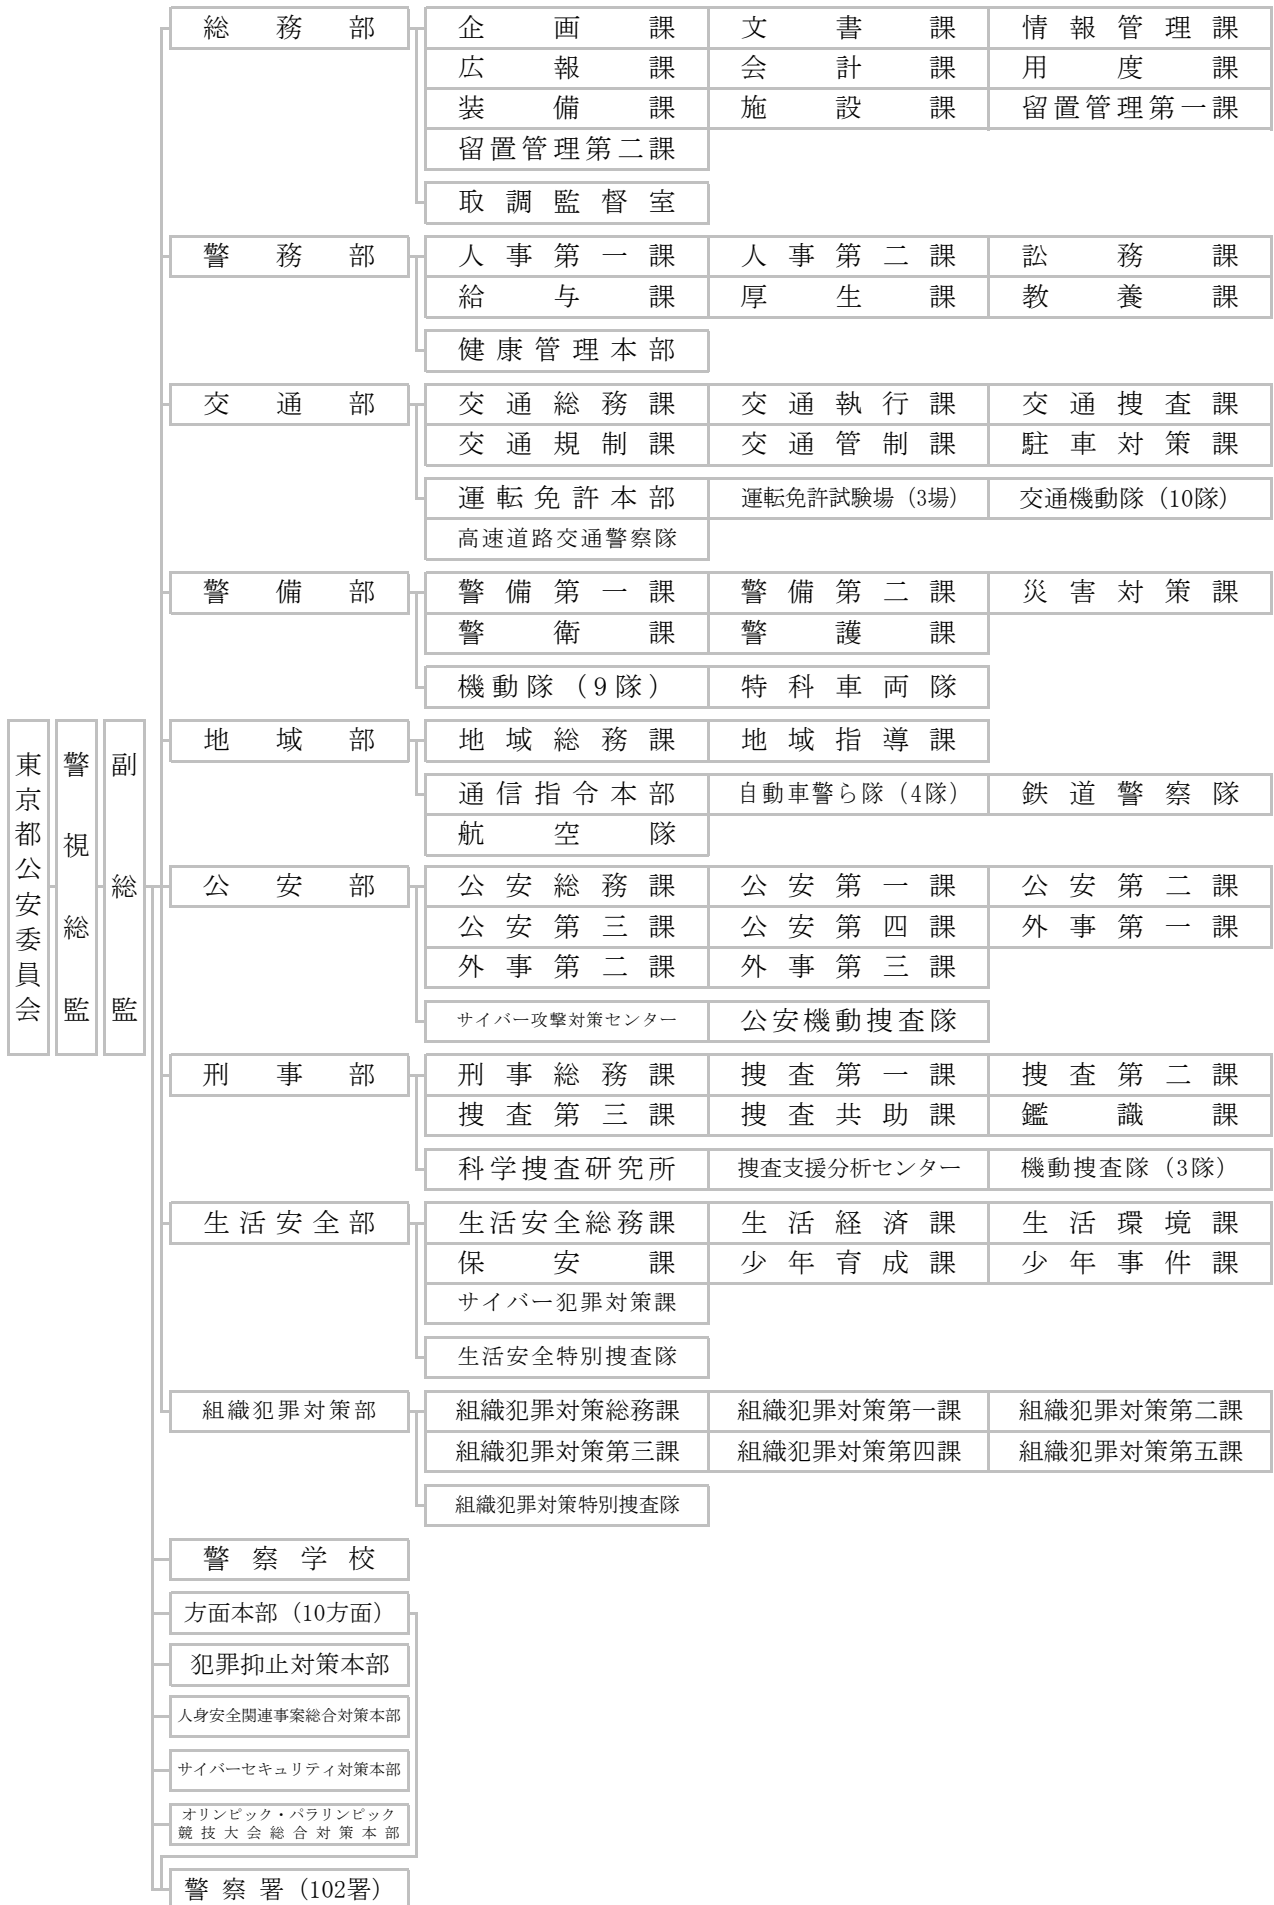 東京都公安委員会
警視総監
副総監
総務部
企画課 文書課 情報管理課
広報課 会計課 用度課
装備課 施設課 留置管理第一課
留置管理第二課
取調監督室
警務部
人事第一課 人事第二課 訟務課
給与課 厚生課 教養課
健康管理本部
交通部
交通総務課 交通執行課 交通捜査課
交通規制課 交通管制課 駐車対策課
運転免許本部 運転免許試験場（3場） 交通機動隊（10隊）
高速道路交通警察隊
警備部
警備第一課 警備第二課 災害対策課
警衛課 警護課
機動隊（9隊） 特科車両隊
地域部
地域総務課 地域指導課
通信指令本部 自動車警ら隊（4隊） 鉄道警察隊
航空隊
公安部
公安総務課 公安第一課 公安第二課
公安第三課 公安第四課 外事第一課
外事第二課 外事第三課
サイバー攻撃対策センター 公安機動捜査隊
刑事部
刑事総務課 捜査第一課 捜査第二課
捜査第三課 捜査共助課 鑑識課
科学捜査研究所 捜査支援分析センター 機動捜査隊（3隊）
生活安全部
生活安全総務課 生活経済課 生活環境課
保安課 少年育成課 少年事件課
サイバー犯罪対策課
生活安全特別捜査隊
組織犯罪対策部
組織犯罪対策総務課 組織犯罪対策第一課 組織犯罪対策第二課
組織犯罪対策第三課 組織犯罪対策第四課 組織犯罪対策第五課
組織犯罪対策特別捜査隊
警察学校
方面本部（10方面）
犯罪抑止対策本部
人身安全関連事案総合対策本部
サイバーセキュリティ対策本部
オリンピック・パラリンピック
競技大会総合対策本部
警察署（102署）